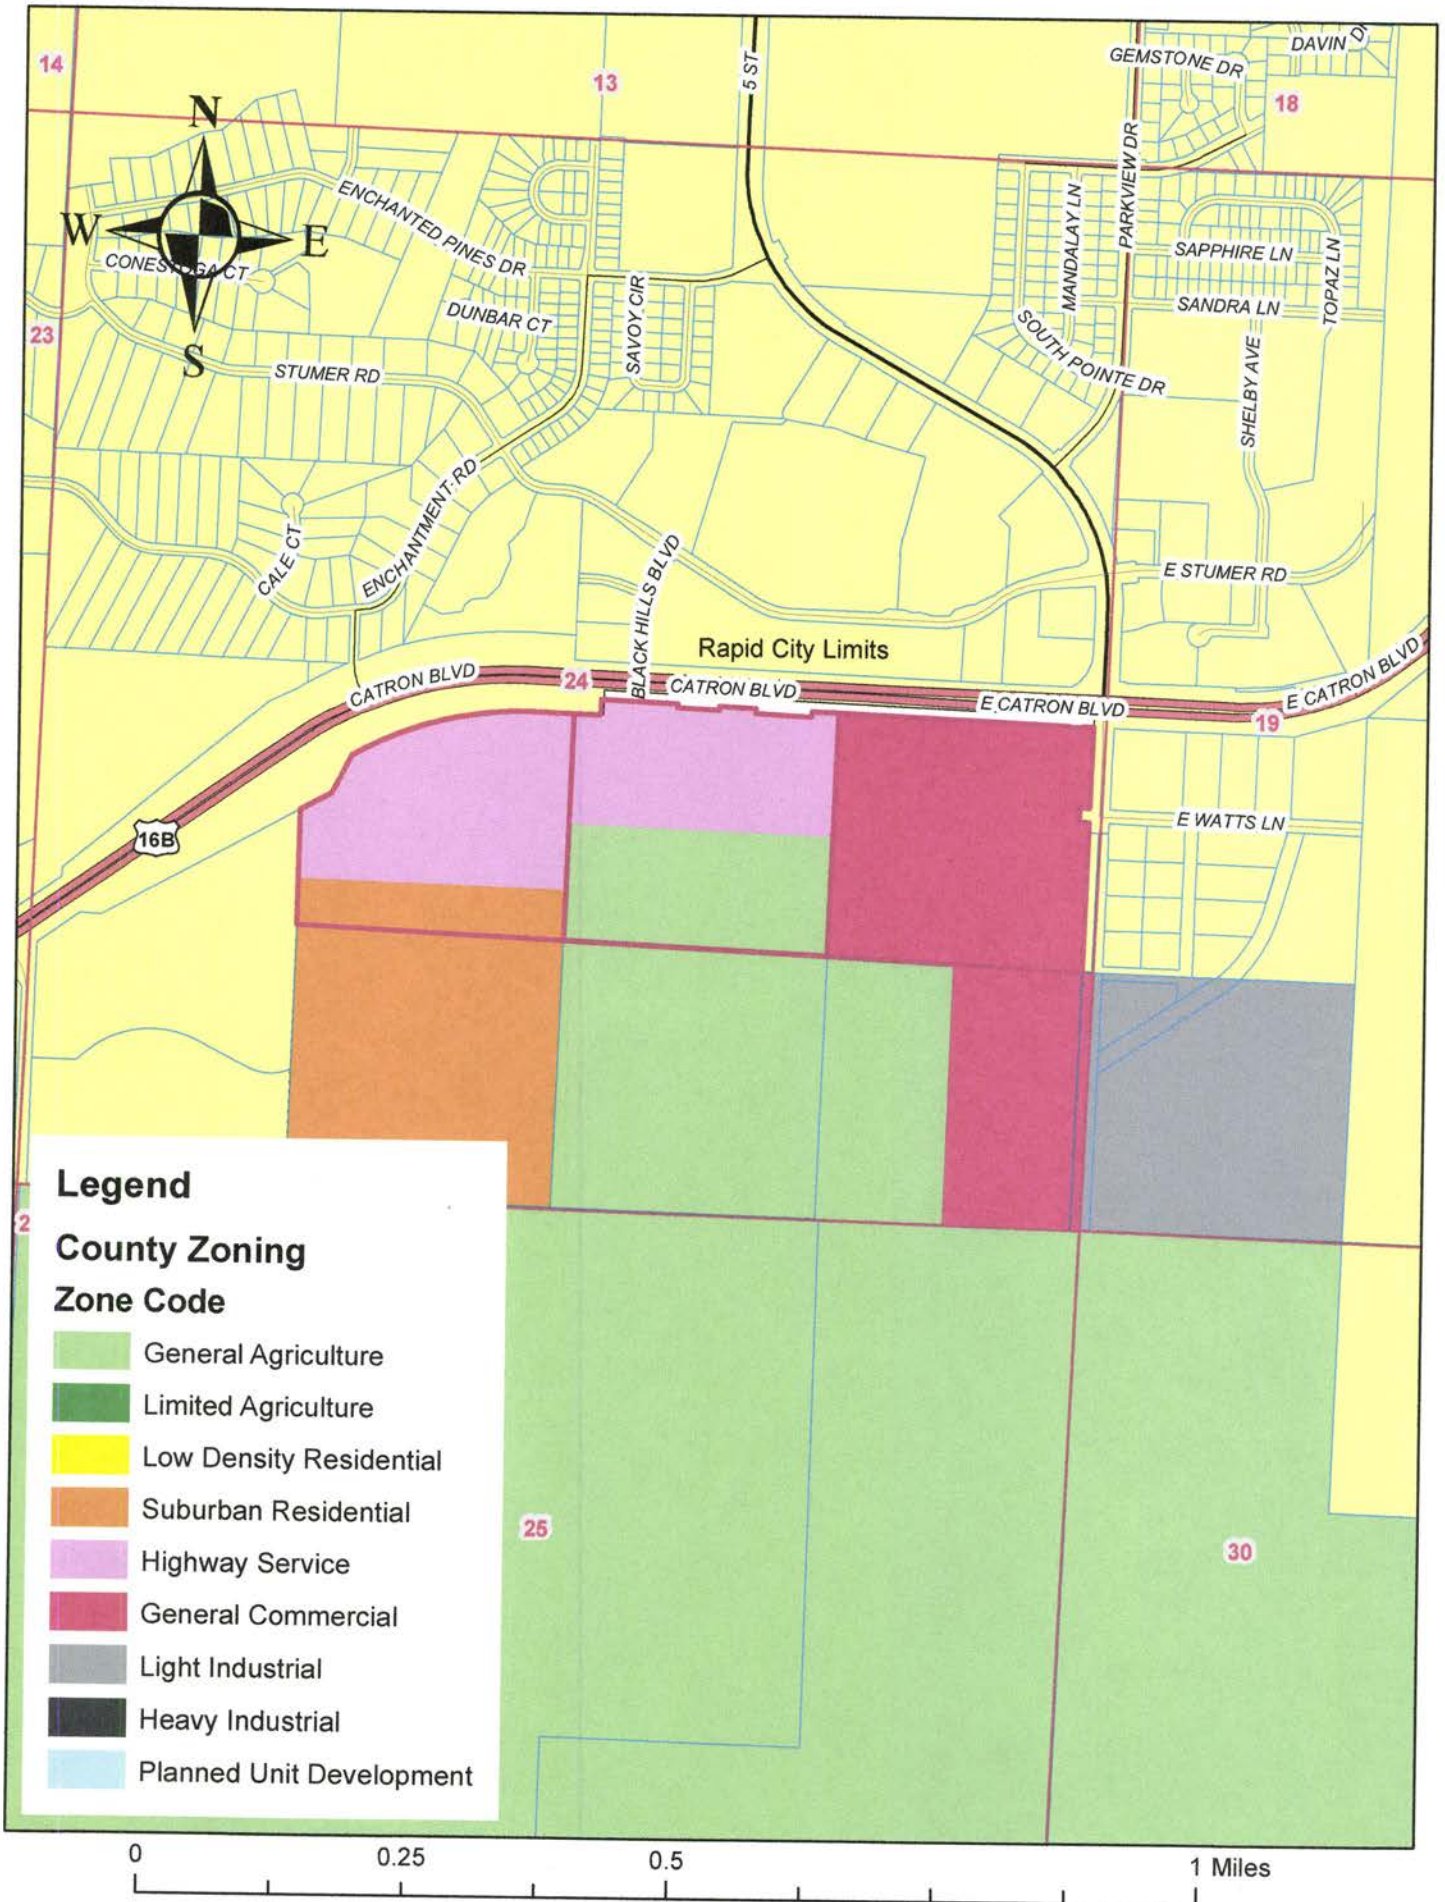 14
13
5 ST
GEMSTONE DR
DAVIN DR
18
N
W
E
S
ENCHANTED PINES DR
CONESTOGA CT
MANDALAY LN
PARKVIEW DR
SAPPHIRE LN
TOPAZ LN
SANDRA LN
23
DUNBAR CT
SAVOY CIR
SOUTH POINTE DR
STUMER RD
SHELBY AVE
ENCHANTMENT RD
CALE CT
BLACK HILLS BLVD
E STUMER RD
Rapid City Limits
CATRON BLVD
24
CATRON BLVD
E CATRON BLVD
E CATRON BLVD
19
16B
E WATTS LN
2
25
30
Legend
County Zoning
Zone Code
General Agriculture
Limited Agriculture
Low Density Residential
Suburban Residential
Highway Service
General Commercial
Light Industrial
Heavy Industrial
Planned Unit Development
0 0.25 0.5 1 Miles